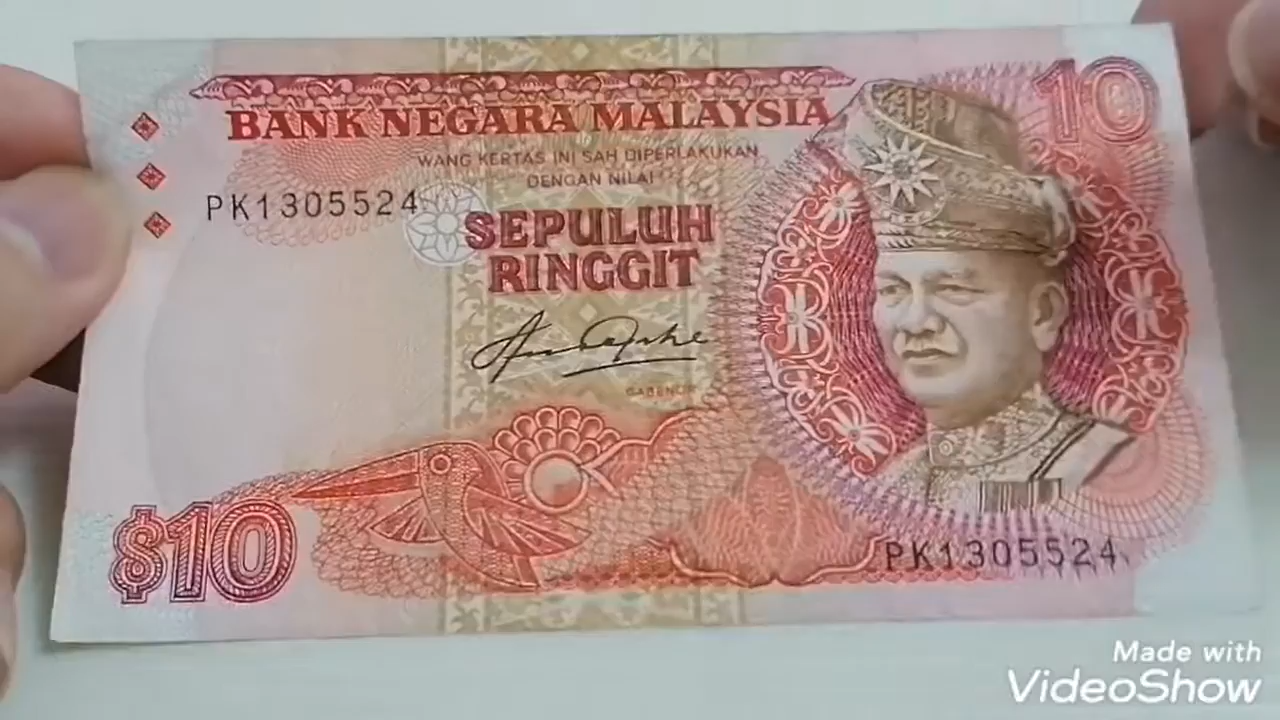 BANK NEGARA MALAYSIA
10
WANG KERTAS INI SAH DIPERLAKUKAN
DENGAN NILAI
PK1305524
SEPULUH
RINGGIT
GABENOR
$10
PK1305524
Made with
VideoShow